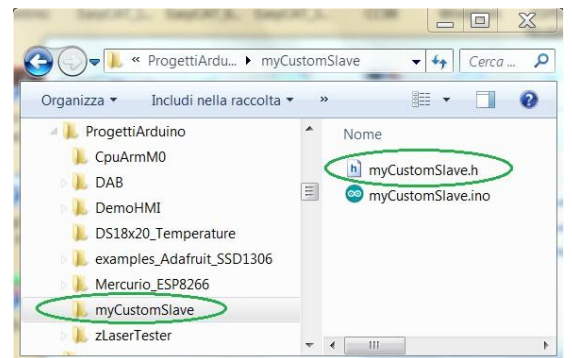 « ProgettiArdu... ▸ myCustomSlave
Cerca ...
Organizza ▾ Includi nella raccolta ▾ »
ProgettiArduino
CpuArmM0
DAB
DemoHMI
DS18x20_Temperature
examples_Adafruit_SSD1306
Mercurio_ESP8266
myCustomSlave
zLaserTester
Nome
myCustomSlave.h
myCustomSlave.ino